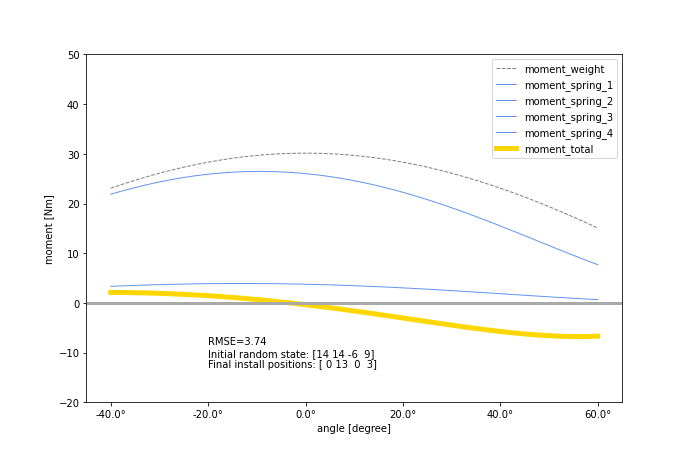 50
40
30
20
10
0
−10
−20
moment [Nm]
moment_weight
moment_spring_1
moment_spring_2
moment_spring_3
moment_spring_4
moment_total
RMSE=3.74
Initial random state: [14 14 -6  9]
Final install positions: [ 0 13  0  3]
-40.0° -20.0° 0.0° 20.0° 40.0° 60.0°
angle [degree]